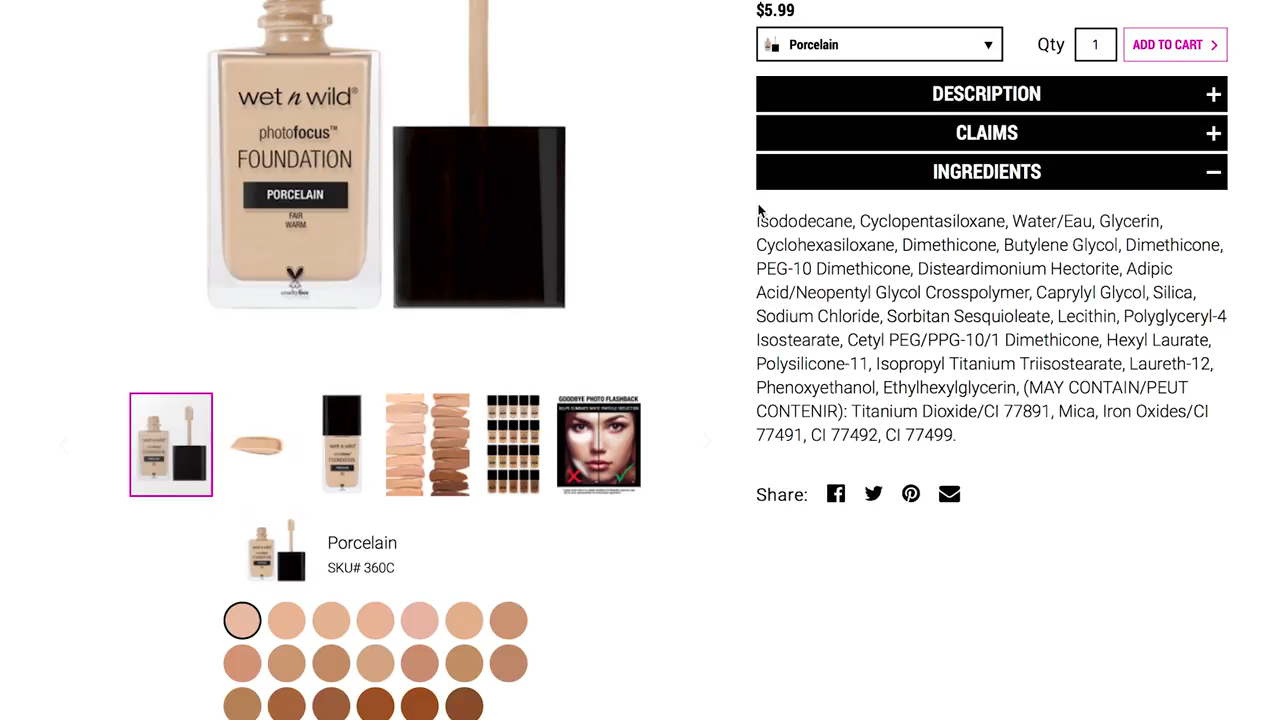 $5.99
Porcelain
Qty
1
ADD TO CART
DESCRIPTION
CLAIMS
INGREDIENTS
Isododecane, Cyclopentasiloxane, Water/Eau, Glycerin,
Cyclohexasiloxane, Dimethicone, Butylene Glycol, Dimethicone,
PEG-10 Dimethicone, Disteardimonium Hectorite, Adipic
Acid/Neopentyl Glycol Crosspolymer, Caprylyl Glycol, Silica,
Sodium Chloride, Sorbitan Sesquioleate, Lecithin, Polyglyceryl-4
Isostearate, Cetyl PEG/PPG-10/1 Dimethicone, Hexyl Laurate,
Polysilicone-11, Isopropyl Titanium Triisostearate, Laureth-12,
Phenoxyethanol, Ethylhexylglycerin, (MAY CONTAIN/PEUT
CONTENIR): Titanium Dioxide/CI 77891, Mica, Iron Oxides/CI
77491, CI 77492, CI 77499.
Share:
wet n wild®
photofocus™
FOUNDATION
PORCELAIN
FAIR
WARM
crueltyfree
GOODBYE PHOTO FLASHBACK
Porcelain
SKU# 360C